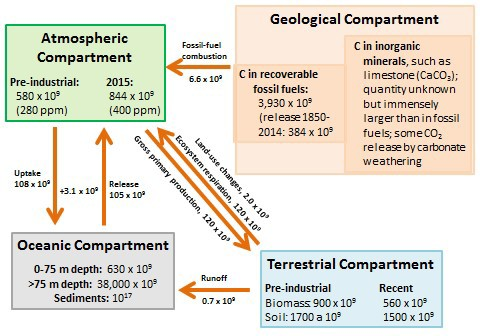 Geological Compartment
Atmospheric
Compartment
Pre-industrial:
580 x 10⁹
(280 ppm)
2015:
844 x 10⁹
(400 ppm)
Fossil-fuel
combustion
6.6 x 10⁹
C in recoverable
fossil fuels:
3,930 x 10⁹
(release 1850-
2014: 384 x 10⁹
C in inorganic
minerals, such as
limestone (CaCO₃);
quantity unknown
but immensely
larger than in fossil
fuels; some CO₂
release by carbonate
weathering
Uptake
108 x 10⁹
+3.1 x 10⁹
Release
105 x 10⁹
Land-use changes, 2.0 x 10⁹
Ecosystem respiration, 120 x 10⁹
Gross primary production, 120 x 10⁹
Oceanic Compartment
0-75 m depth: 630 x 10⁹
>75 m depth: 38,000 x 10⁹
Sediments: 10¹⁷
Runoff
0.7 x 10⁹
Terrestrial Compartment
Pre-industrial Recent
Biomass: 900 x 10⁹ 560 x 10⁹
Soil: 1700 a 10⁹ 1500 x 10⁹